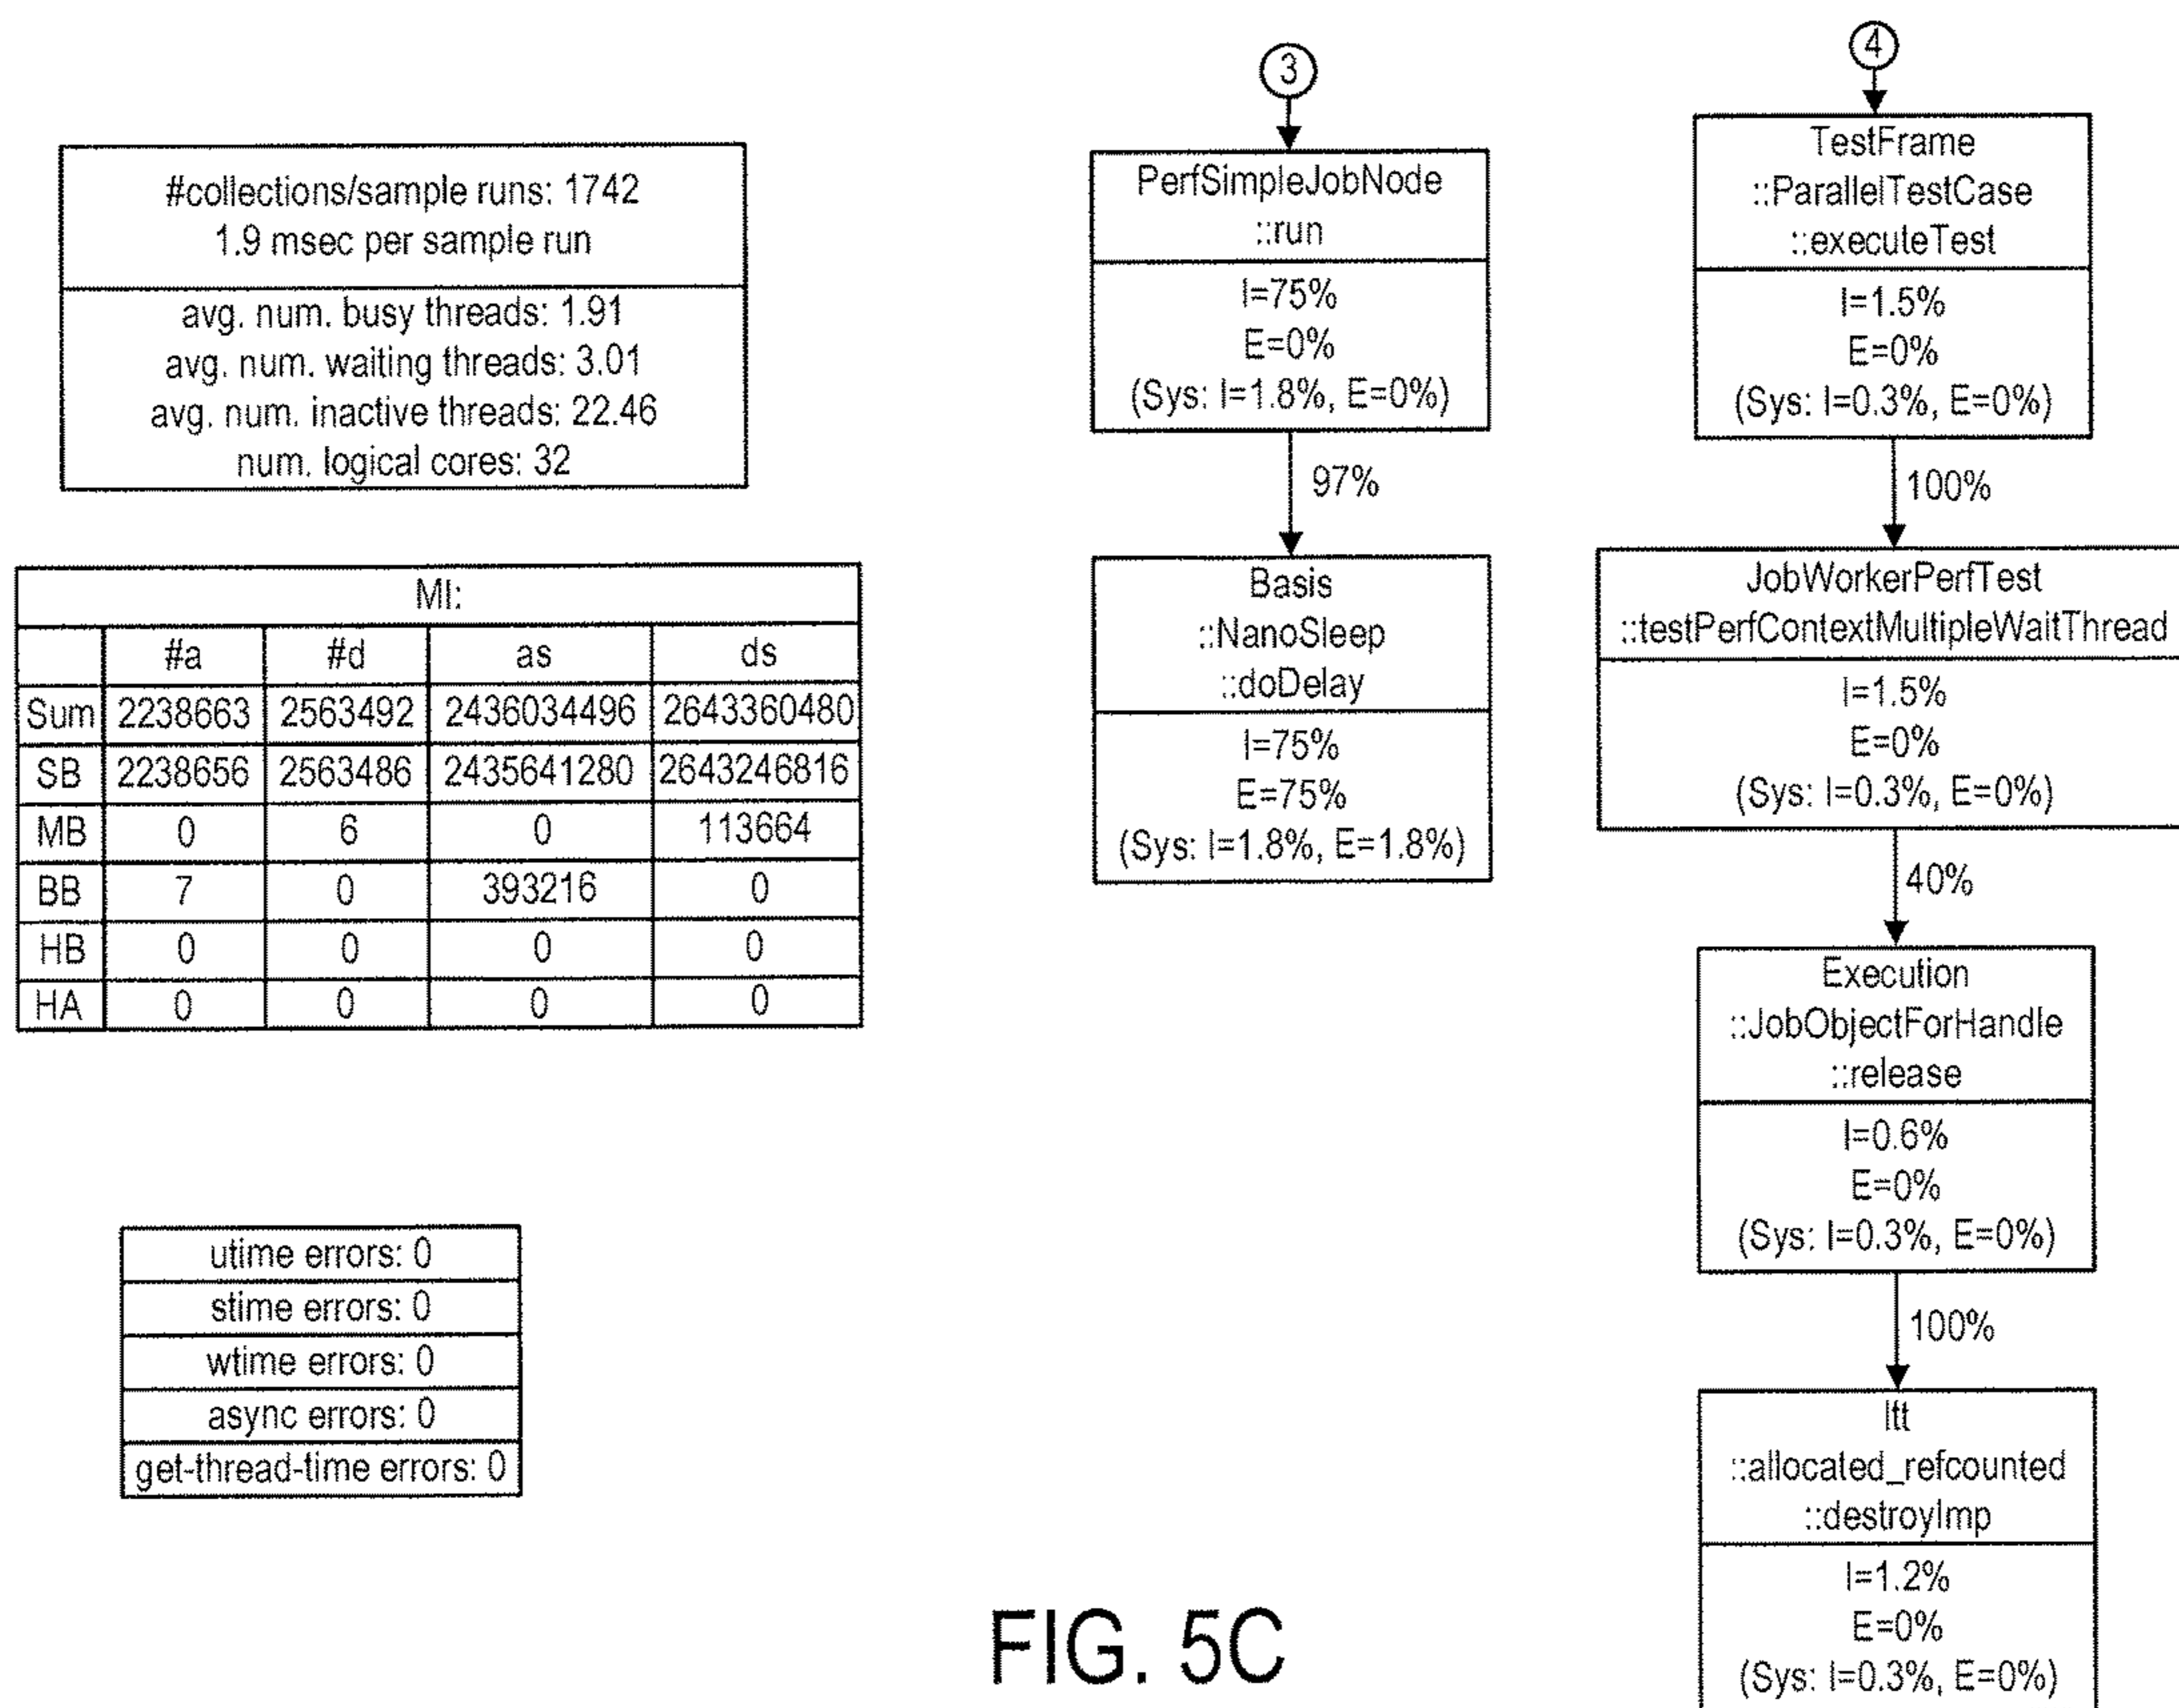 #collections/sample runs: 1742
1.9 msec per sample run
avg. num. busy threads: 1.91
avg. num. waiting threads: 3.01
avg. num. inactive threads: 22.46
num. logical cores: 32
MI:
#a #d as ds
Sum 2238663 2563492 2436034496 2643360480
SB 2238656 2563486 2435641280 2643246816
MB 0 6 0 113664
BB 7 0 393216 0
HB 0 0 0 0
HA 0 0 0 0
utime errors: 0
stime errors: 0
wtime errors: 0
async errors: 0
get-thread-time errors: 0
3
PerfSimpleJobNode
::run
I=75%
E=0%
(Sys: I=1.8%, E=0%)
97%
Basis
::NanoSleep
::doDelay
I=75%
E=75%
(Sys: I=1.8%, E=1.8%)
4
TestFrame
::ParallelTestCase
::executeTest
I=1.5%
E=0%
(Sys: I=0.3%, E=0%)
100%
JobWorkerPerfTest
::testPerfContextMultipleWaitThread
I=1.5%
E=0%
(Sys: I=0.3%, E=0%)
40%
Execution
::JobObjectForHandle
::release
I=0.6%
E=0%
(Sys: I=0.3%, E=0%)
100%
ltt
::allocated_refcounted
::destroyImp
I=1.2%
E=0%
(Sys: I=0.3%, E=0%)
FIG. 5C